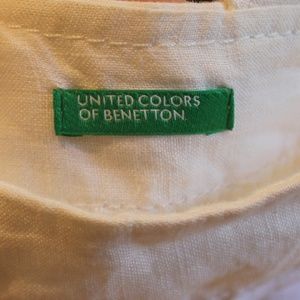 UNITED COLORS
OF BENETTON.